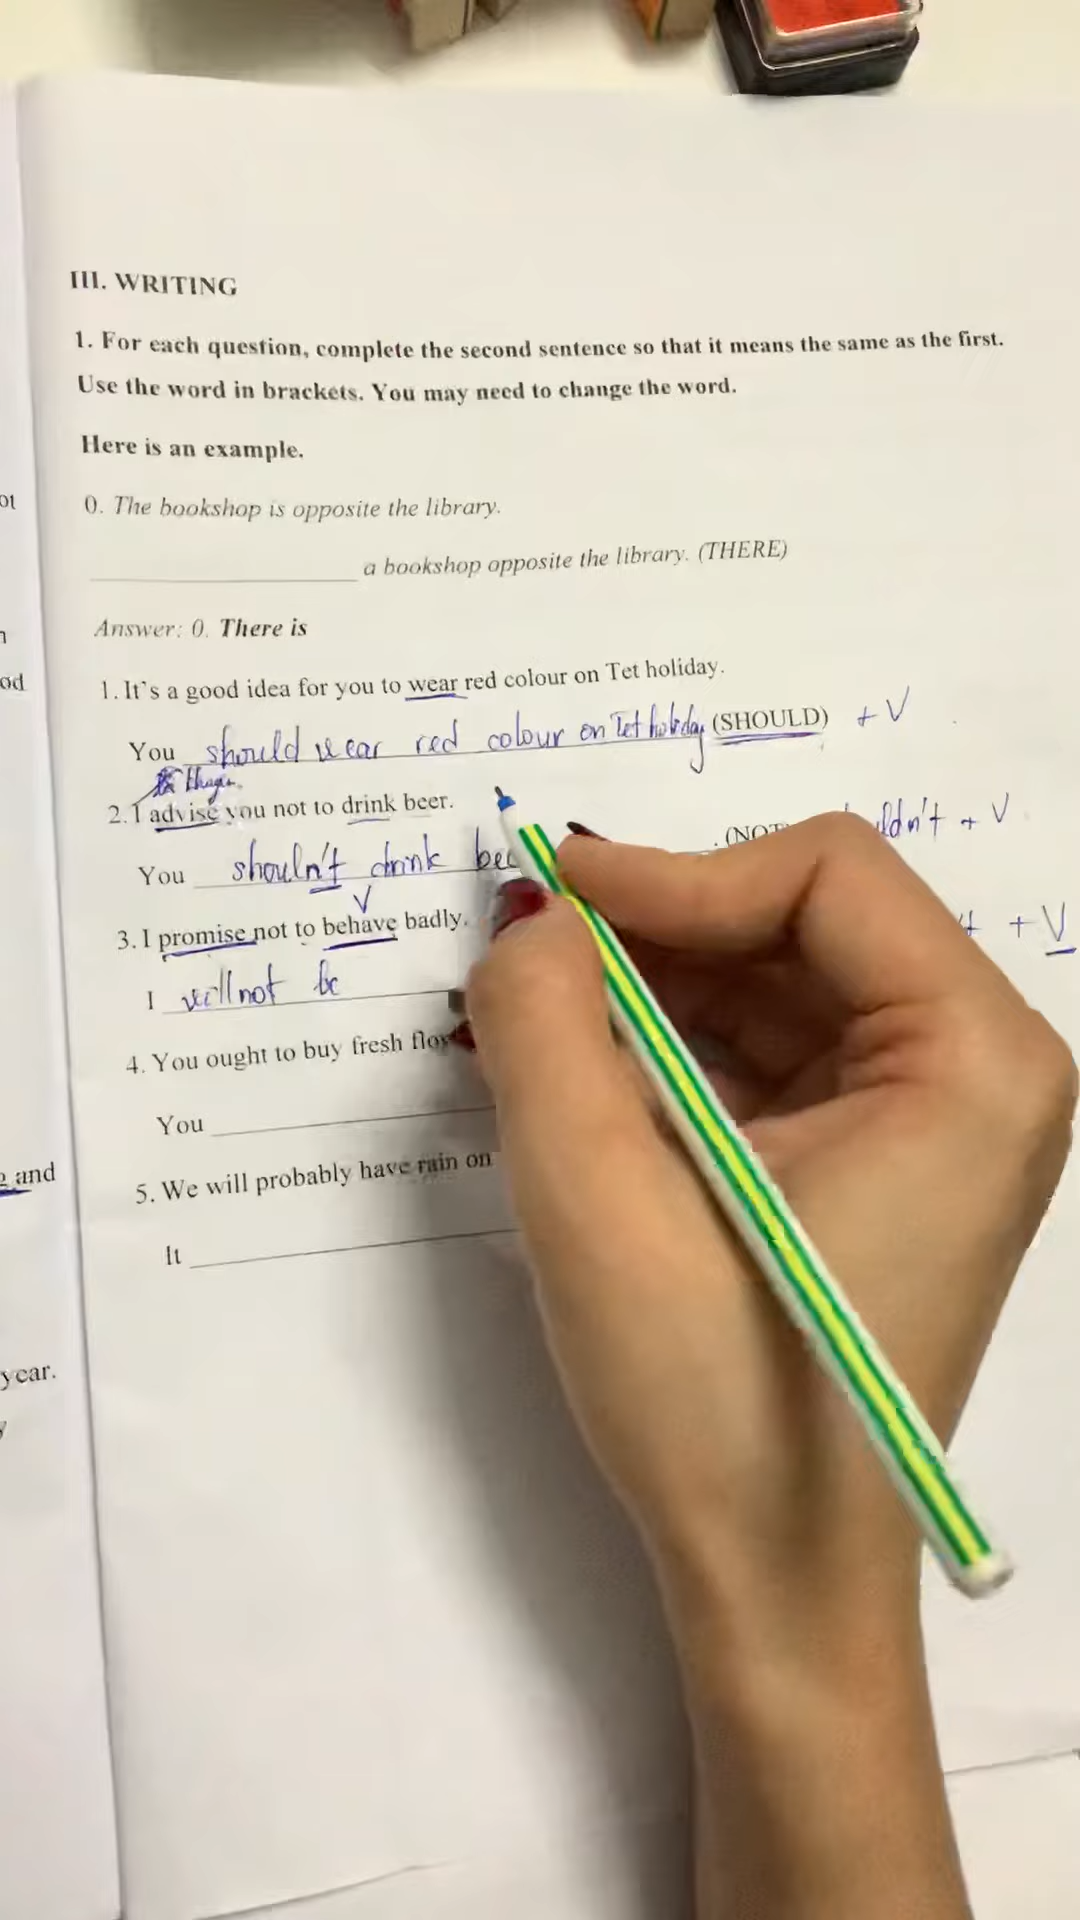 III. WRITING
1. For each question, complete the second sentence so that it means the same as the first.
Use the word in brackets. You may need to change the word.
Here is an example.
0. The bookshop is opposite the library.
a bookshop opposite the library. (THERE)
Answer: 0. There is
1. It's a good idea for you to wear red colour on Tet holiday.
You should wear red colour on Tet holiday (SHOULD) + V
2. I advise you not to drink beer.
You shouln't drink bee (NOT) + V
V
3. I promise not to behave badly.
+ V
I will not be
4. You ought to buy fresh flo
You
5. We will probably have rain on
It
ot
od
and
year.